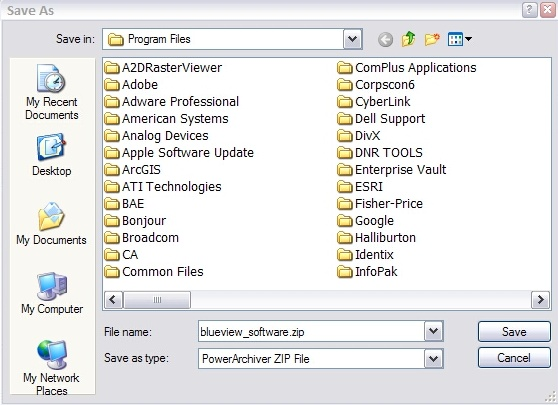 Save As
Save in: Program Files
My Recent
Documents
Desktop
My Documents
My Computer
My Network
Places
A2DRasterViewer
Adobe
Adware Professional
American Systems
Analog Devices
Apple Software Update
ArcGIS
ATI Technologies
BAE
Bonjour
Broadcom
CA
Common Files
ComPlus Applications
Corpscon6
CyberLink
Dell Support
DivX
DNR TOOLS
Enterprise Vault
ESRI
Fisher-Price
Google
Halliburton
Identix
InfoPak
File name: blueview_software.zip Save
Save as type: PowerArchiver ZIP File Cancel